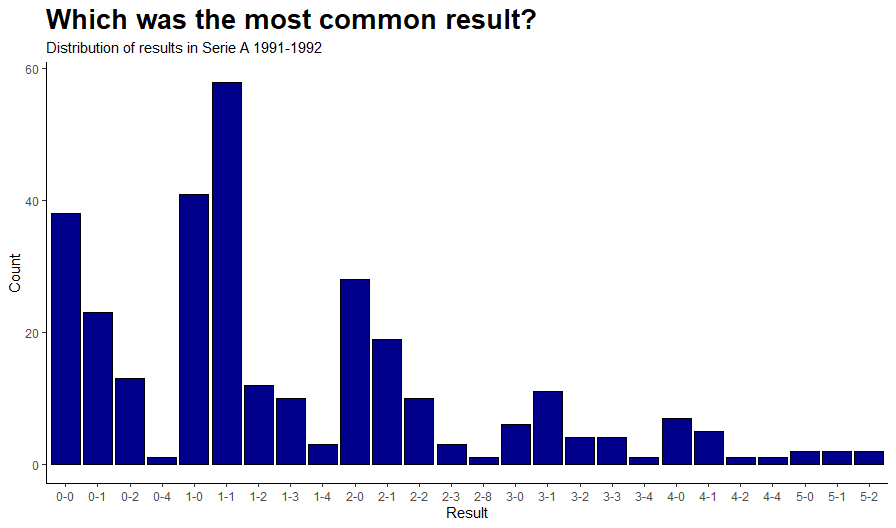 Which was the most common result?
Distribution of results in Serie A 1991-1992
60
40
20
0
Count
0-0 0-1 0-2 0-4 1-0 1-1 1-2 1-3 1-4 2-0 2-1 2-2 2-3 2-8 3-0 3-1 3-2 3-3 3-4 4-0 4-1 4-2 4-4 5-0 5-1 5-2
Result